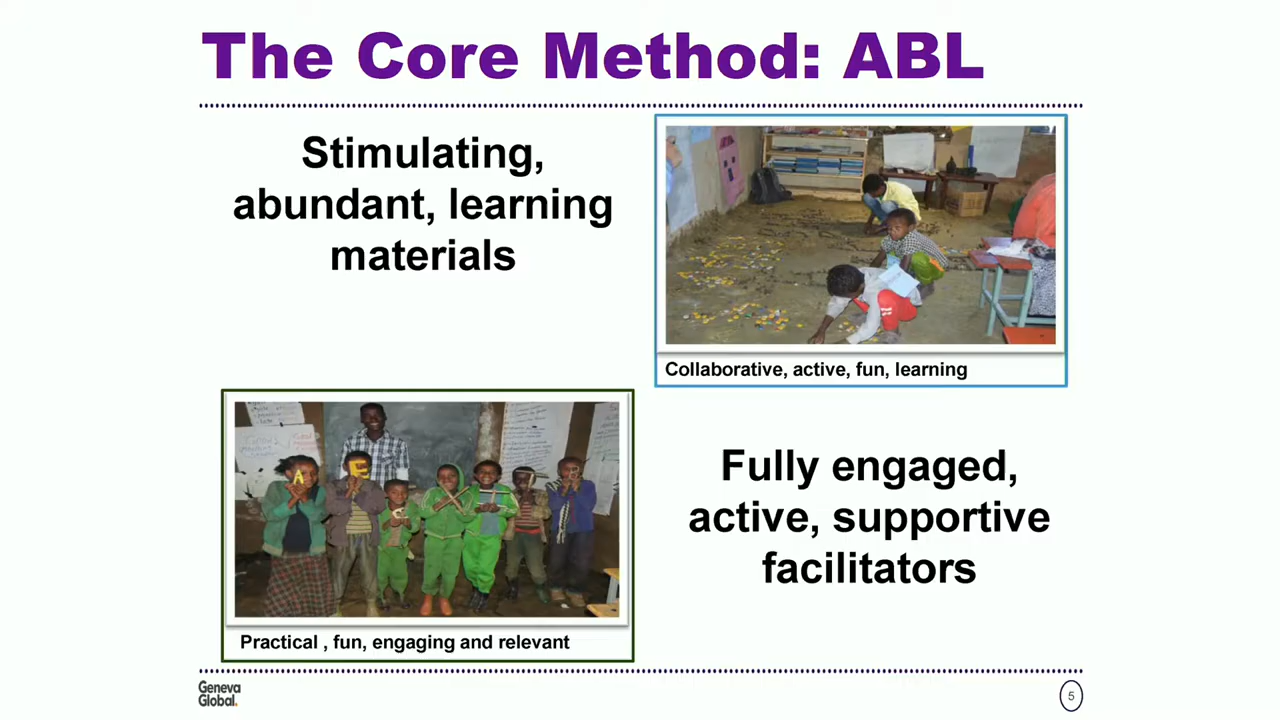 The Core Method: ABL
Stimulating,
abundant, learning
materials
Collaborative, active, fun, learning
Practical , fun, engaging and relevant
Fully engaged,
active, supportive
facilitators
Geneva
Global.
5